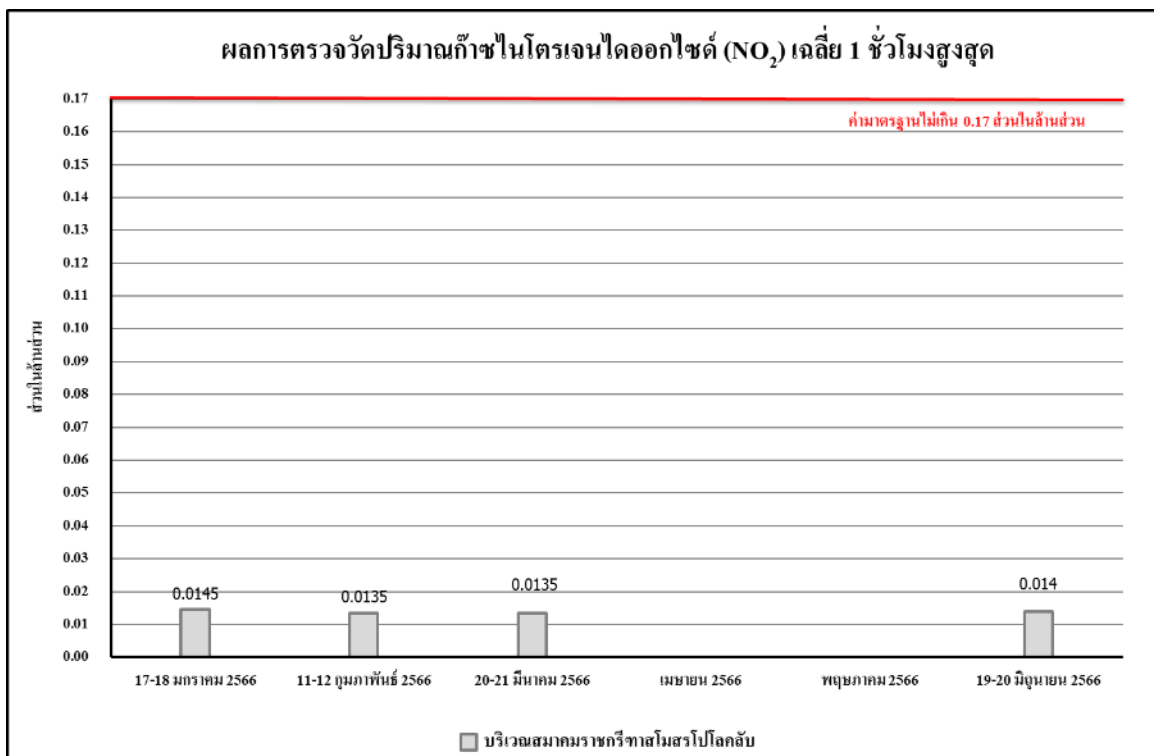 ผลการตรวจวัดปริมาณก๊าซไนโตรเจนไดออกไซด์ (NO₂) เฉลี่ย 1 ชั่วโมงสูงสุด
0.17
ค่ามาตรฐานไม่เกิน 0.17 ส่วนในล้านส่วน
0.16
0.15
0.14
0.13
0.12
0.11
0.10
0.09
0.08
0.07
0.06
0.05
0.04
0.03
0.02
0.01
0.00
ส่วนในล้านส่วน
0.0145
0.0135
0.0135
0.014
17-18 มกราคม 2566
11-12 กุมภาพันธ์ 2566
20-21 มีนาคม 2566
เมษายน 2566
พฤษภาคม 2566
19-20 มิถุนายน 2566
บริเวณสมาคมราชกรีฑาสโมสรโปโลคลับ